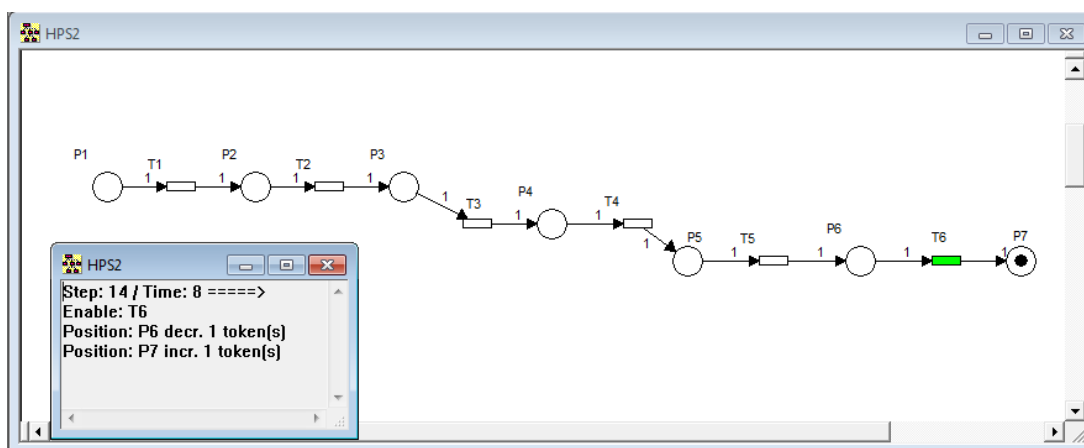 HPS2
P1
T1
P2
T2
P3
1
1
1
1
1
T3
P4
T4
1
1
1
P5
T5
P6
T6
P7
1
1
1
1
1
HPS2
Step: 14 / Time: 8 =====>
Enable: T6
Position: P6 decr. 1 token(s)
Position: P7 incr. 1 token(s)